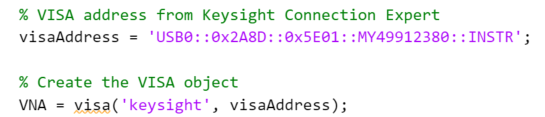 % VISA address from Keysight Connection Expert
visaAddress = 'USB0::0x2A8D::0x5E01::MY49912380::INSTR';
% Create the VISA object
VNA = visa('keysight', visaAddress);